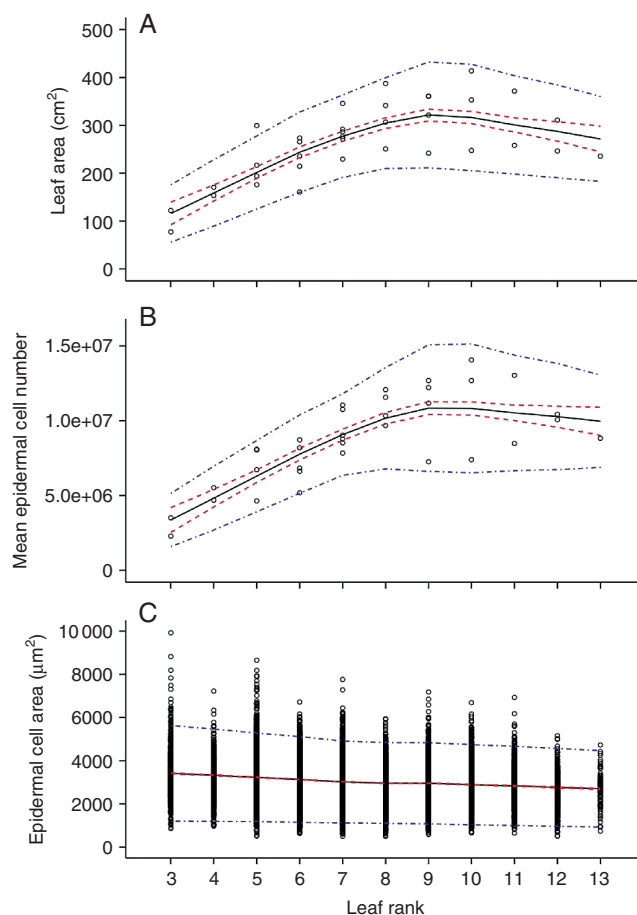 A
Leaf area (cm²)
500
400
300
200
100
0
B
Mean epidermal cell number
1.5e+07
1.0e+07
5.0e+06
0
C
Epidermal cell area (μm²)
10 000
8000
6000
4000
2000
0
3 4 5 6 7 8 9 10 11 12 13
Leaf rank